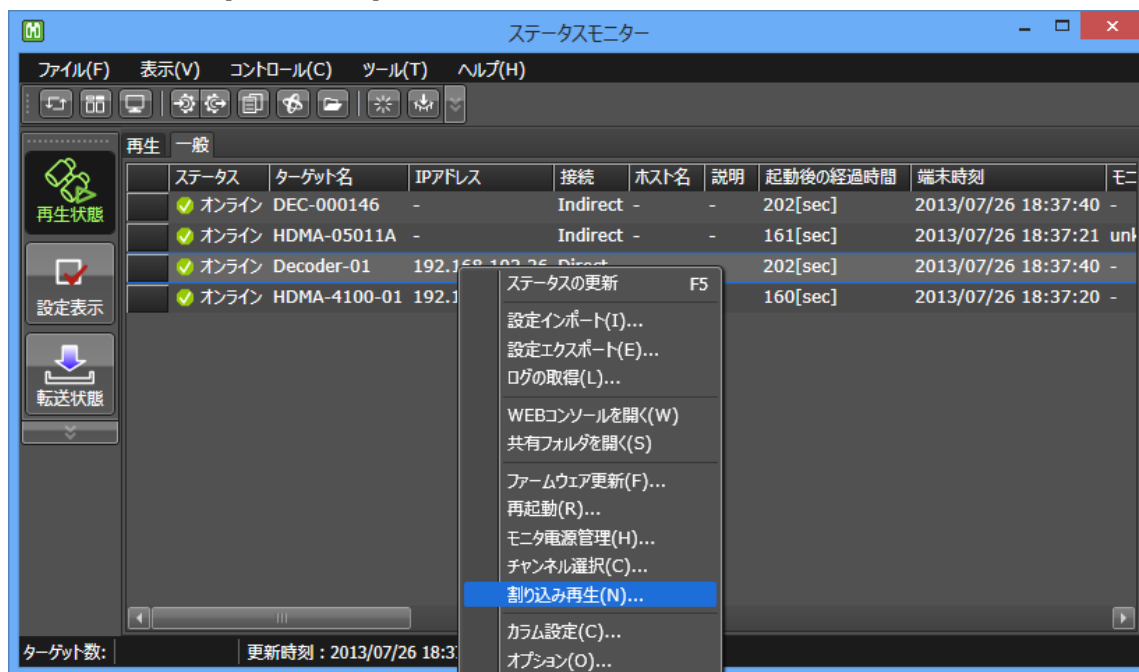 ステータスモニター
ファイル(F) 表示(V) コントロール(C) ツール(T) ヘルプ(H)
再生 一般
ステータス ターゲット名 IPアドレス 接続 ホスト名 説明 起動後の経過時間 端末時刻
オンライン DEC-000146 - Indirect - - 202[sec] 2013/07/26 18:37:40 -
オンライン HDMA-05011A - Indirect - - 161[sec] 2013/07/26 18:37:21
オンライン Decoder-01 202[sec] 2013/07/26 18:37:40 -
オンライン HDMA-4100-01 160[sec] 2013/07/26 18:37:20 -
再生状態
設定表示
転送状態
ステータスの更新 F5
設定インポート(I)...
設定エクスポート(E)...
ログの取得(L)...
WEBコンソールを開く(W)
共有フォルダを開く(S)
ファームウェア更新(F)...
再起動(R)...
モニタ電源管理(H)...
チャンネル選択(C)...
割り込み再生(N)...
カラム設定(C)...
オプション(O)...
ターゲット数: 更新時刻 : 2013/07/26